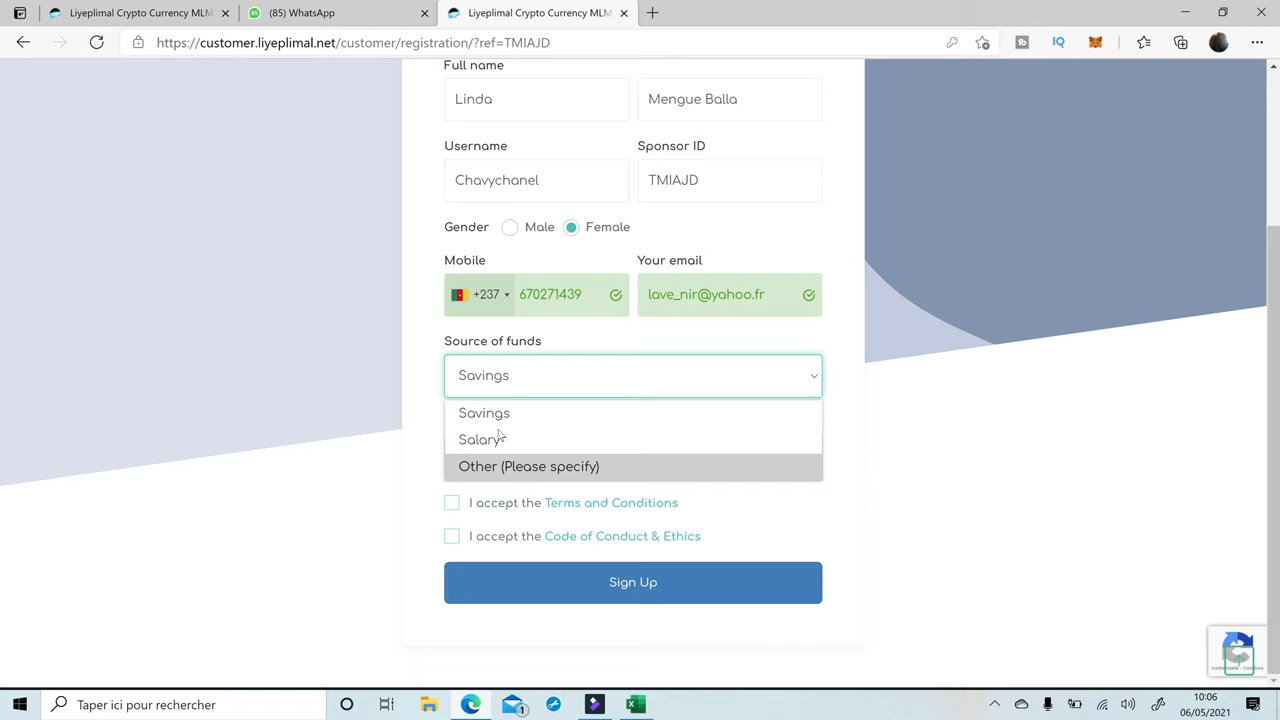 Liyeplimal Crypto Currency MLM
(85) WhatsApp
Liyeplimal Crypto Currency MLM
https://customer.liyeplimal.net/customer/registration/?ref=TMIAJD
Full name
Linda
Mengue Balla
Username
Sponsor ID
Chavychanel
TMIAJD
Gender Male Female
Mobile
Your email
+237 670271439
lave_nir@yahoo.fr
Source of funds
Savings
Savings
Salary
Other (Please specify)
I accept the Terms and Conditions
I accept the Code of Conduct & Ethics
Sign Up
Taper ici pour rechercher
1
10:06
06/05/2021